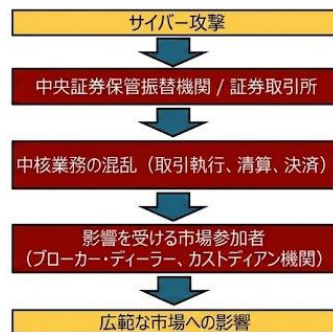 サイバー攻撃
中央証券保管振替機関 / 証券取引所
中核業務の混乱（取引執行、清算、決済）
影響を受ける市場参加者
（ブローカー・ディーラー、カストディアン機関）
広範な市場への影響